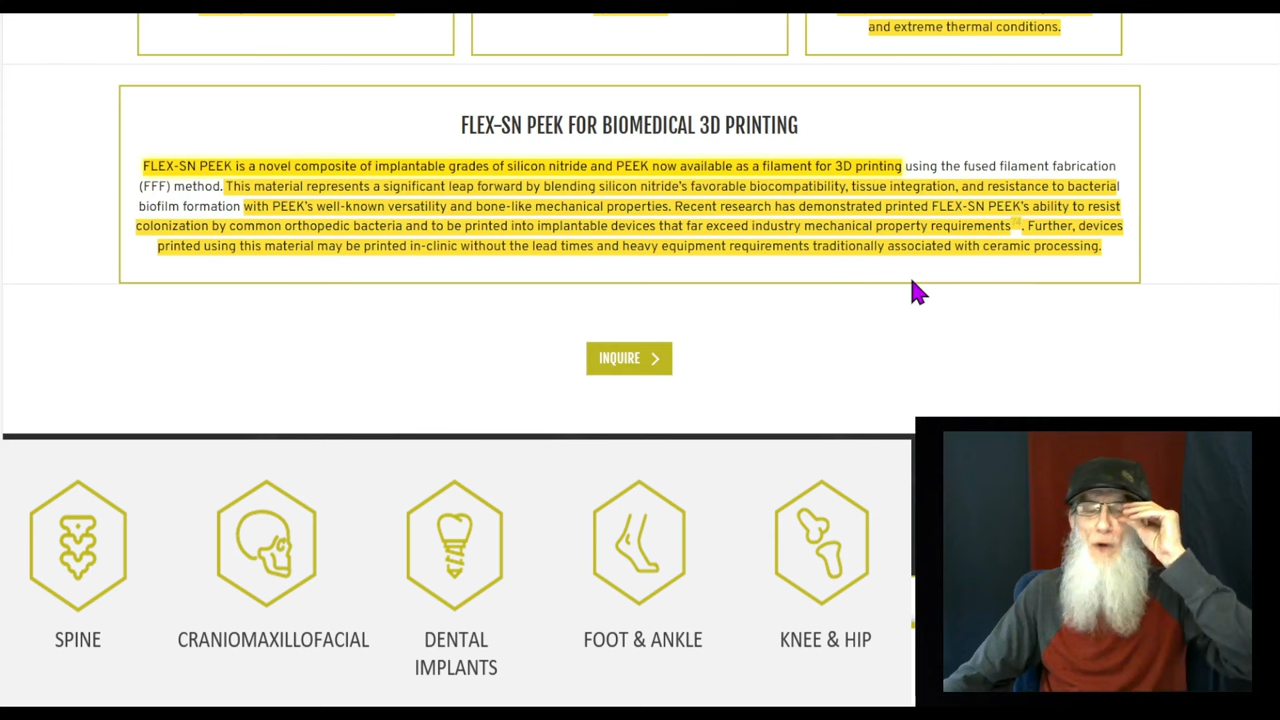 and extreme thermal conditions.
FLEX-SN PEEK FOR BIOMEDICAL 3D PRINTING
FLEX-SN PEEK is a novel composite of implantable grades of silicon nitride and PEEK now available as a filament for 3D printing using the fused filament fabrication
(FFF) method. This material represents a significant leap forward by blending silicon nitride's favorable biocompatibility, tissue integration, and resistance to bacterial
biofilm formation with PEEK's well-known versatility and bone-like mechanical properties. Recent research has demonstrated printed FLEX-SN PEEK's ability to resist
colonization by common orthopedic bacteria and to be printed into implantable devices that far exceed industry mechanical property requirements. Further, devices
printed using this material may be printed in-clinic without the lead times and heavy equipment requirements traditionally associated with ceramic processing.
INQUIRE
SPINE
CRANIOMAXILLOFACIAL
DENTAL
IMPLANTS
FOOT & ANKLE
KNEE & HIP